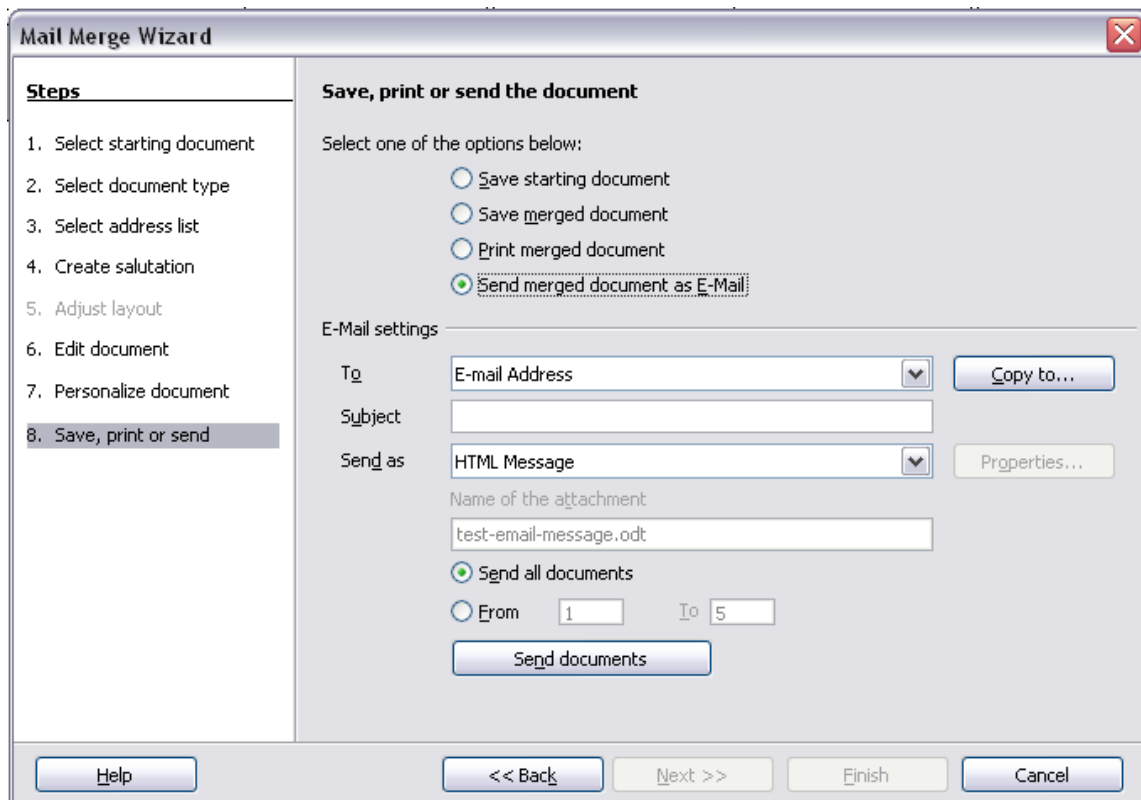 Mail Merge Wizard
Steps
1. Select starting document
2. Select document type
3. Select address list
4. Create salutation
5. Adjust layout
6. Edit document
7. Personalize document
8. Save, print or send
Save, print or send the document
Select one of the options below:
Save starting document
Save merged document
Print merged document
Send merged document as E-Mail
E-Mail settings
To E-mail Address Copy to...
Subject
Send as HTML Message Properties...
Name of the attachment
test-email-message.odt
Send all documents
From 1 To 5
Send documents
Help << Back Next >> Finish Cancel